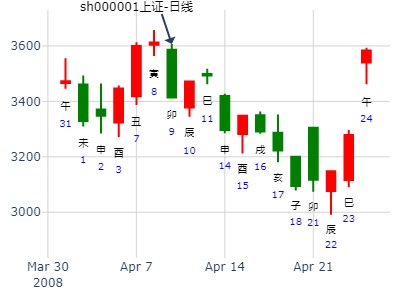 sh000001上证-日线
3600
3400
3200
3000
午
31
未
1
申
2
酉
3
丑
7
寅
8
卯
9
辰
10
巳
11
申
14
酉
15
戌
16
亥
17
子
18
卯
21
辰
22
巳
23
午
24
Mar 30
2008
Apr 7
Apr 14
Apr 21